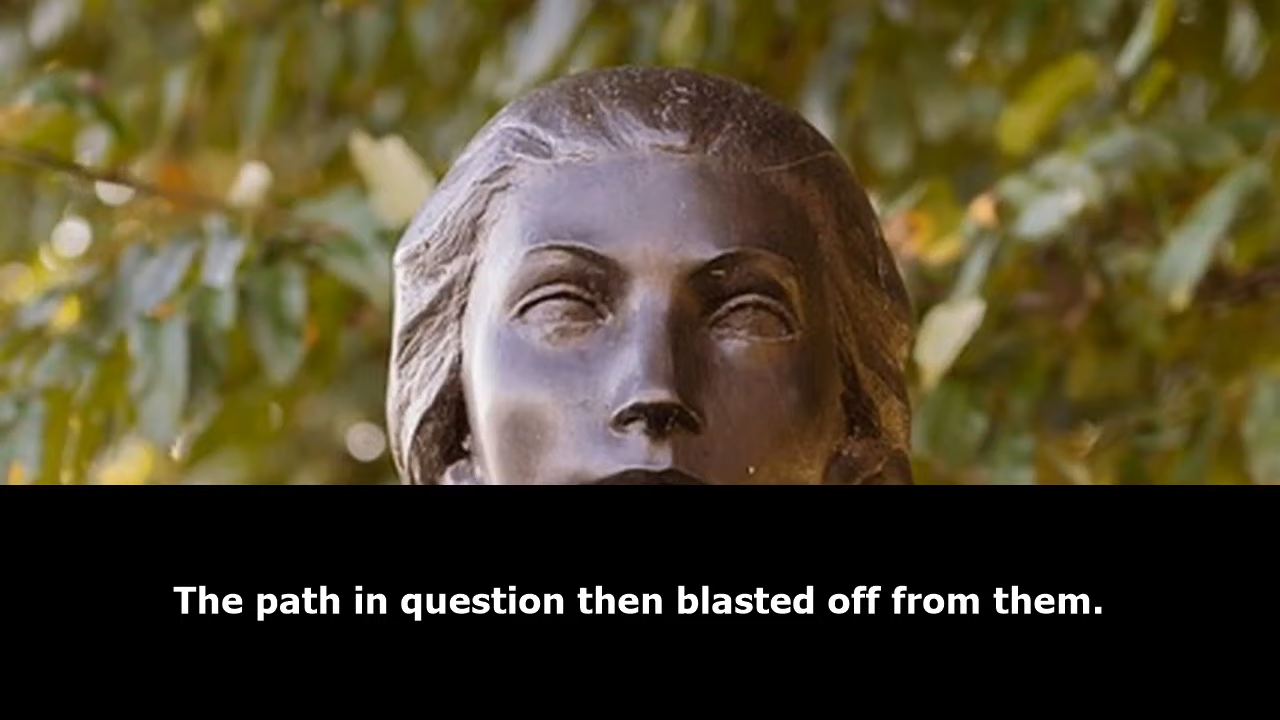 The path in question then blasted off from them.